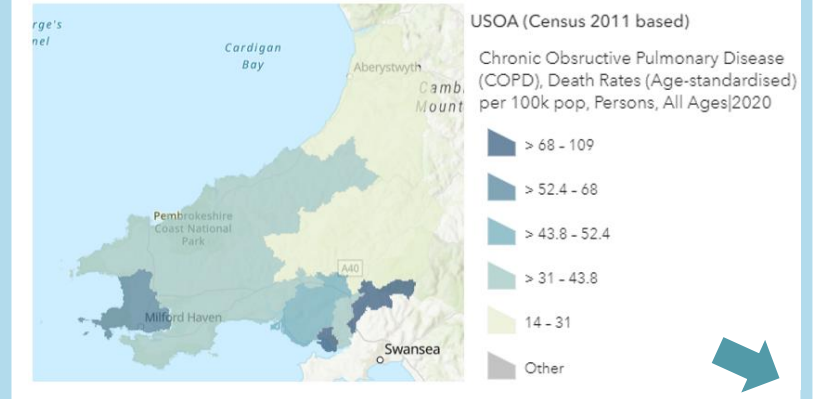 rge's
nel
Cardigan
Bay
Aberystwyth
Camb
Mount
Pembrokeshire
Coast National
Park
A40
Milford Haven
Swansea
USOA (Census 2011 based)
Chronic Obsructive Pulmonary Disease
(COPD), Death Rates (Age-standardised)
per 100k pop, Persons, All Ages|2020
> 68 - 109
> 52.4 - 68
> 43.8 - 52.4
> 31 - 43.8
14 - 31
Other